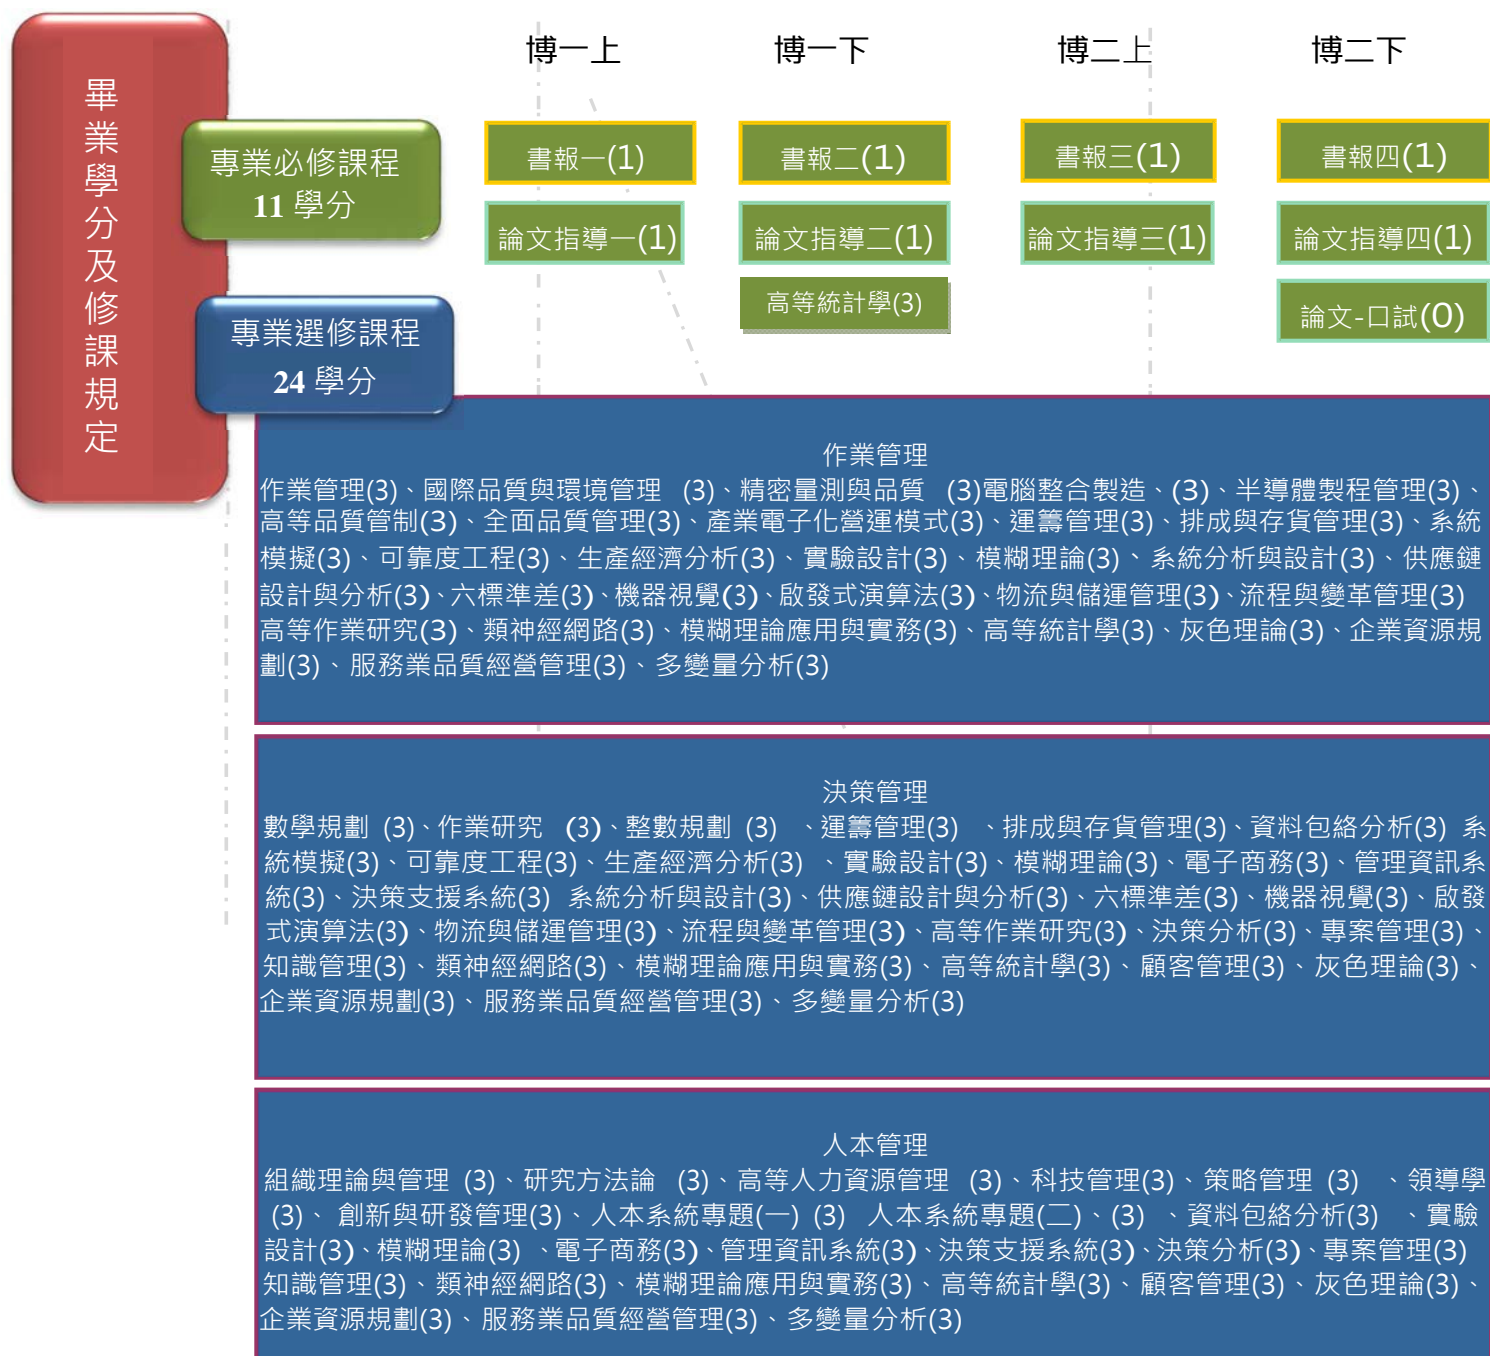 畢業學分及修課規定
博一上 博一下 博二上 博二下
專業必修課程
11 學分
書報一(1) 書報二(1) 書報三(1) 書報四(1)
論文指導一(1) 論文指導二(1) 論文指導三(1) 論文指導四(1)
高等統計學(3) 論文-口試(0)
專業選修課程
24 學分
作業管理
作業管理(3)、國際品質與環境管理 (3)、精密量測與品質 (3)電腦整合製造、(3)、半導體製程管理(3)、
高等品質管制(3)、全面品質管理(3)、產業電子化營運模式(3)、運籌管理(3)、排成與存貨管理(3)、系統
模擬(3)、可靠度工程(3)、生產經濟分析(3)、實驗設計(3)、模糊理論(3)、系統分析與設計(3)、供應鏈
設計與分析(3)、六標準差(3)、機器視覺(3)、啟發式演算法(3)、物流與儲運管理(3)、流程與變革管理(3)
高等作業研究(3)、類神經網路(3)、模糊理論應用與實務(3)、高等統計學(3)、灰色理論(3)、企業資源規
劃(3)、服務業品質經營管理(3)、多變量分析(3)
決策管理
數學規劃 (3)、作業研究 (3)、整數規劃 (3) 、運籌管理(3) 、排成與存貨管理(3)、資料包絡分析(3) 系
統模擬(3)、可靠度工程(3)、生產經濟分析(3) 、實驗設計(3)、模糊理論(3)、電子商務(3)、管理資訊系
統(3)、決策支援系統(3) 系統分析與設計(3)、供應鏈設計與分析(3)、六標準差(3)、機器視覺(3)、啟發
式演算法(3)、物流與儲運管理(3)、流程與變革管理(3)、高等作業研究(3)、決策分析(3)、專案管理(3)、
知識管理(3)、類神經網路(3)、模糊理論應用與實務(3)、高等統計學(3)、顧客管理(3)、灰色理論(3)、
企業資源規劃(3)、服務業品質經營管理(3)、多變量分析(3)
人本管理
組織理論與管理 (3)、研究方法論 (3)、高等人力資源管理 (3)、科技管理(3)、策略管理 (3) 、領導學
(3)、 創新與研發管理(3)、人本系統專題(一) (3) 人本系統專題(二)、(3) 、資料包絡分析(3) 、實驗
設計(3)、模糊理論(3) 、電子商務(3)、管理資訊系統(3)、決策支援系統(3)、決策分析(3)、專案管理(3)
知識管理(3)、類神經網路(3)、模糊理論應用與實務(3)、高等統計學(3)、顧客管理(3)、灰色理論(3)、
企業資源規劃(3)、服務業品質經營管理(3)、多變量分析(3)